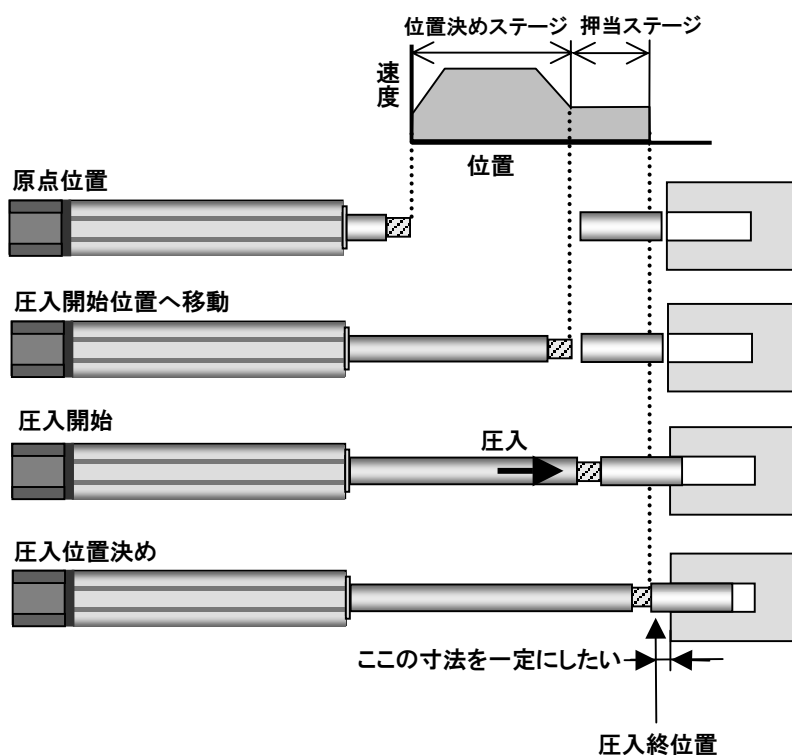 位置決めステージ 押当ステージ
速度
位置
原点位置
圧入開始位置へ移動
圧入開始
圧入
圧入位置決め
ここの寸法を一定にしたい
圧入終位置